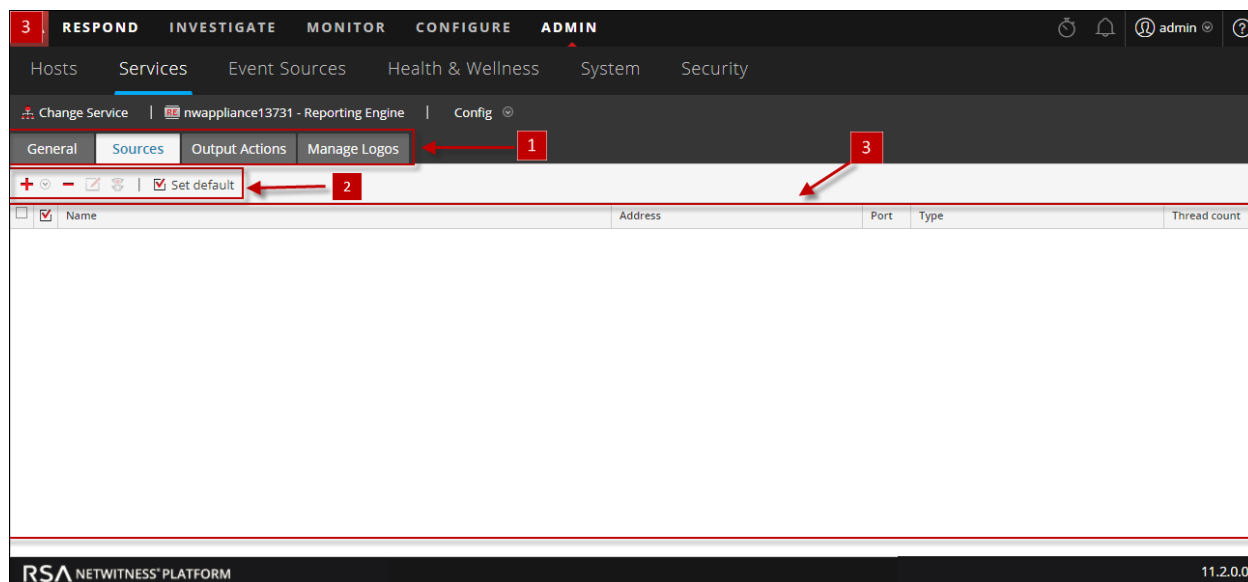 3 RESPOND INVESTIGATE MONITOR CONFIGURE ADMIN admin
Hosts Services Event Sources Health & Wellness System Security
Change Service | RE nwappliance13731 - Reporting Engine | Config
General Sources Output Actions Manage Logos 1 3
Set default 2
Name Address Port Type Thread count
RSA NETWITNESS® PLATFORM 11.2.0.0